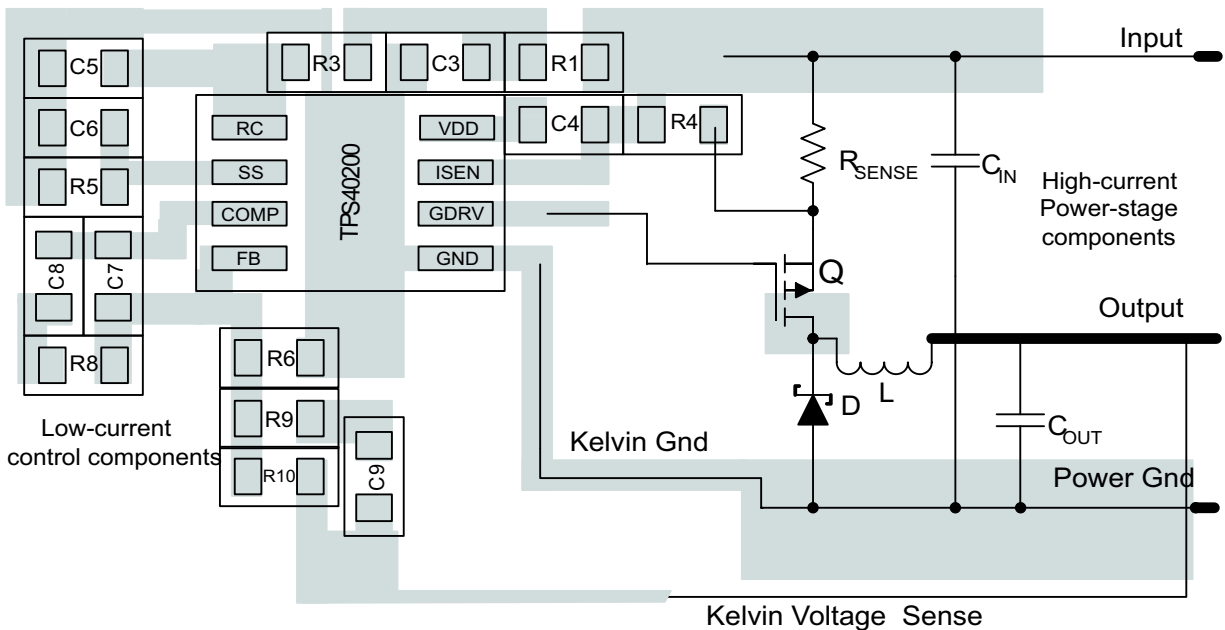 Input
C5
R3
C3
R1
C6
RC
VDD
C4
R4
R5
SS
TPS40200
ISEN
RSENSE
CIN
High-current
Power-stage
components
COMP
GDRV
C8
C7
FB
GND
Q
Output
R8
R6
L
D
Low-current
control components
R9
Kelvin Gnd
COUT
R10
C9
Power Gnd
Kelvin Voltage Sense